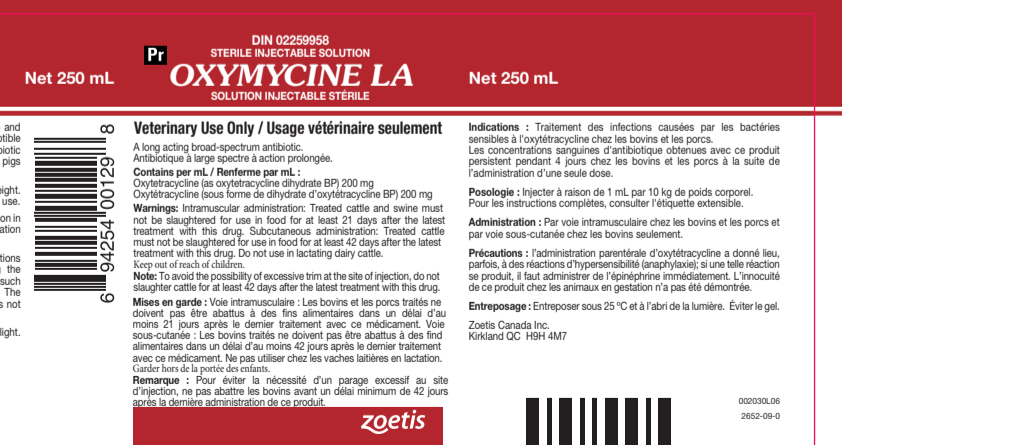 DIN 02259958
STERILE INJECTABLE SOLUTION
Pr
OXYMYCINE LA
SOLUTION INJECTABLE STÉRILE
Net 250 mL
Net 250 mL
and
tible
biotic
pigs
eight.
use.
on in
ation
tions
the
such
The
s not
light.
6 94254 00129 8
Veterinary Use Only / Usage vétérinaire seulement
A long acting broad-spectrum antibiotic.
Antibiotique à large spectre à action prolongée.
Contains per mL / Renferme par mL :
Oxytetracycline (as oxytetracycline dihydrate BP) 200 mg
Oxytétracycline (sous forme de dihydrate d'oxytétracycline BP) 200 mg
Warnings: Intramuscular administration: Treated cattle and swine must
not be slaughtered for use in food for at least 21 days after the latest
treatment with this drug. Subcutaneous administration: Treated cattle
must not be slaughtered for use in food for at least 42 days after the latest
treatment with this drug. Do not use in lactating dairy cattle.
Keep out of reach of children.
Note: To avoid the possibility of excessive trim at the site of injection, do not
slaughter cattle for at least 42 days after the latest treatment with this drug.
Mises en garde : Voie intramusculaire : Les bovins et les porcs traités ne
doivent pas être abattus à des fins alimentaires dans un délai d'au
moins 21 jours après le dernier traitement avec ce médicament. Voie
sous-cutanée : Les bovins traités ne doivent pas être abattus à des find
alimentaires dans un délai d'au moins 42 jours après le dernier traitement
avec ce médicament. Ne pas utiliser chez les vaches laitières en lactation.
Garder hors de la portée des enfants.
Remarque : Pour éviter la nécessité d'un parage excessif au site
d'injection, ne pas abattre les bovins avant un délai minimum de 42 jours
après la dernière administration de ce produit.
zoetis
Indications : Traitement des infections causées par les bactéries
sensibles à l'oxytétracycline chez les bovins et les porcs.
Les concentrations sanguines d'antibiotique obtenues avec ce produit
persistent pendant 4 jours chez les bovins et les porcs à la suite de
l'administration d'une seule dose.
Posologie : Injecter à raison de 1 mL par 10 kg de poids corporel.
Pour les instructions complètes, consulter l'étiquette extensible.
Administration : Par voie intramusculaire chez les bovins et les porcs et
par voie sous-cutanée chez les bovins seulement.
Précautions : l'administration parentérale d'oxytétracycline a donné lieu,
parfois, à des réactions d'hypersensibilité (anaphylaxie); si une telle réaction
se produit, il faut administrer de l'épinéphrine immédiatement. L'innocuité
de ce produit chez les animaux en gestation n'a pas été démontrée.
Entreposage : Entreposer sous 25 ºC et à l'abri de la lumière. Éviter le gel.
Zoetis Canada Inc.
Kirkland QC H9H 4M7
002030L06
2652-09-0